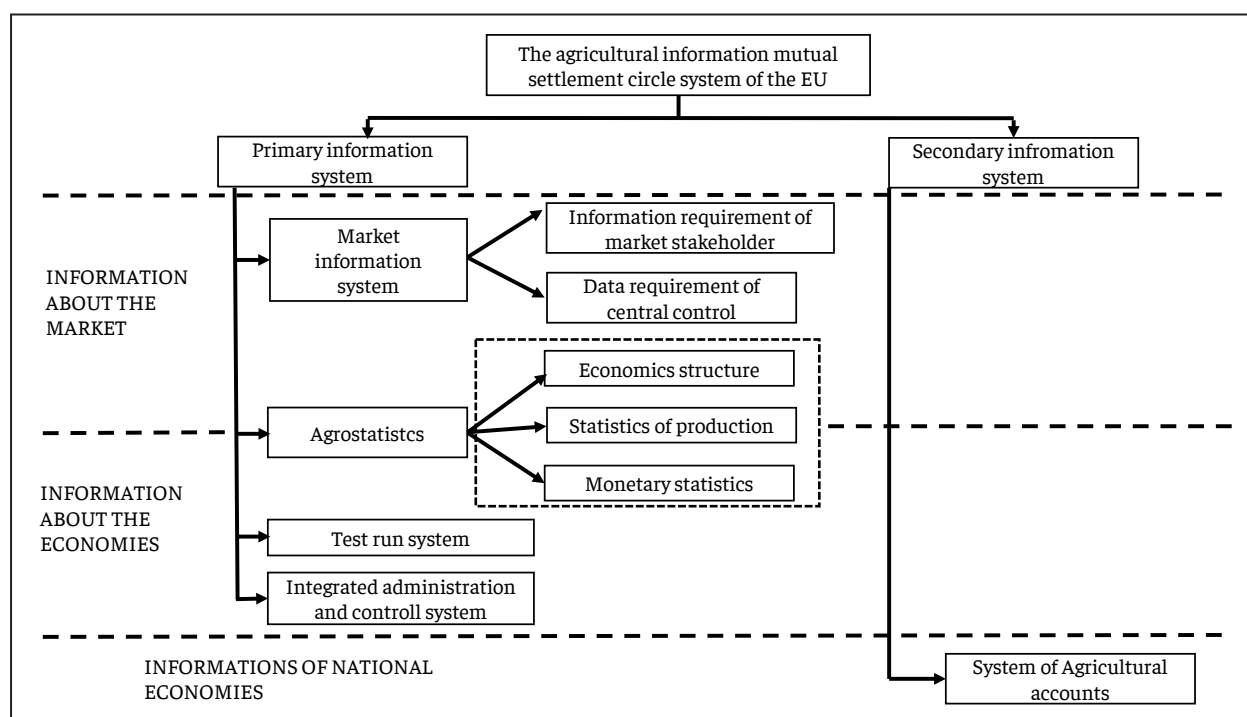 The agricultural information mutual
settlement circle system of the EU
Primary information
system
Secondary infromation
system
INFORMATION
ABOUT THE
MARKET
Market
information
system
Information requirement of
market stakeholder
Data requirement of
central control
Economics structure
Agrostatistcs
Statistics of production
Monetary statistics
INFORMATION
ABOUT THE
ECONOMIES
Test run system
Integrated administration
and controll system
INFORMATIONS OF NATIONAL
ECONOMIES
System of Agricultural
accounts